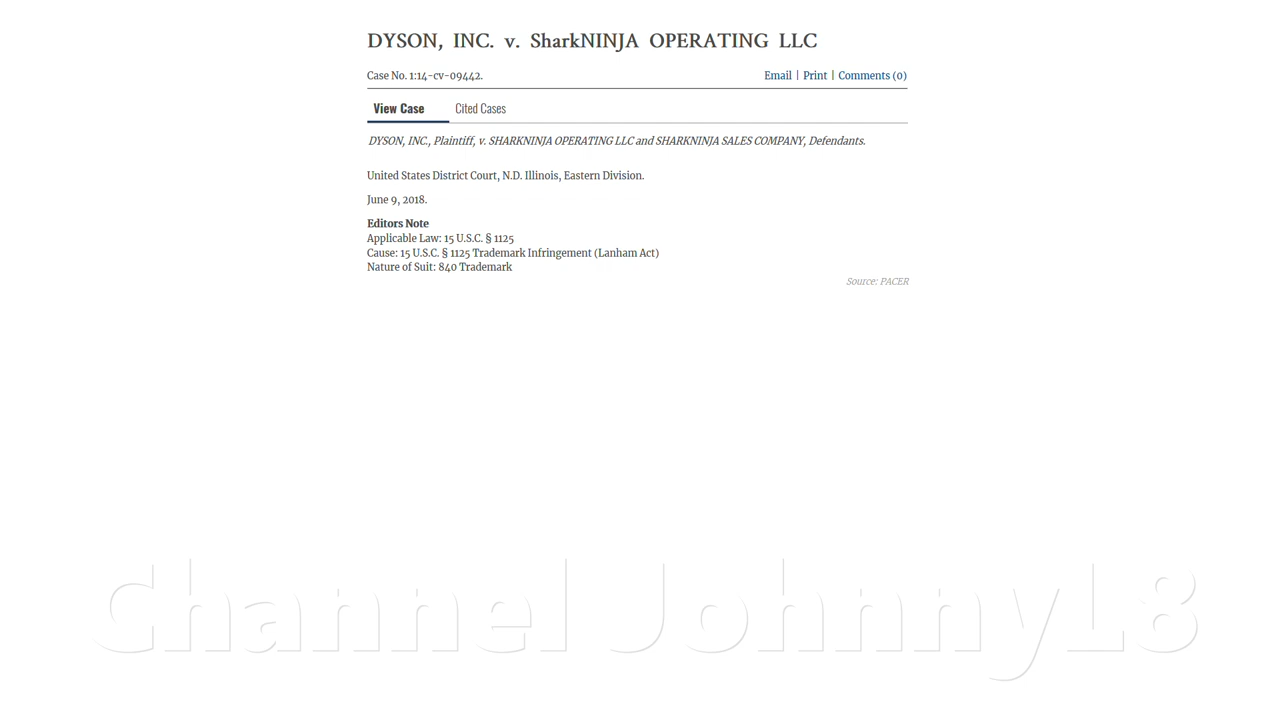 DYSON, INC. v. SharkNINJA OPERATING LLC
Case No. 1:14-cv-09442. Email | Print | Comments (0)
View Case Cited Cases
DYSON, INC., Plaintiff, v. SHARKNINJA OPERATING LLC and SHARKNINJA SALES COMPANY, Defendants.
United States District Court, N.D. Illinois, Eastern Division.
June 9, 2018.
Editors Note
Applicable Law: 15 U.S.C. § 1125
Cause: 15 U.S.C. § 1125 Trademark Infringement (Lanham Act)
Nature of Suit: 840 Trademark
Source: PACER
Channel Johnny18